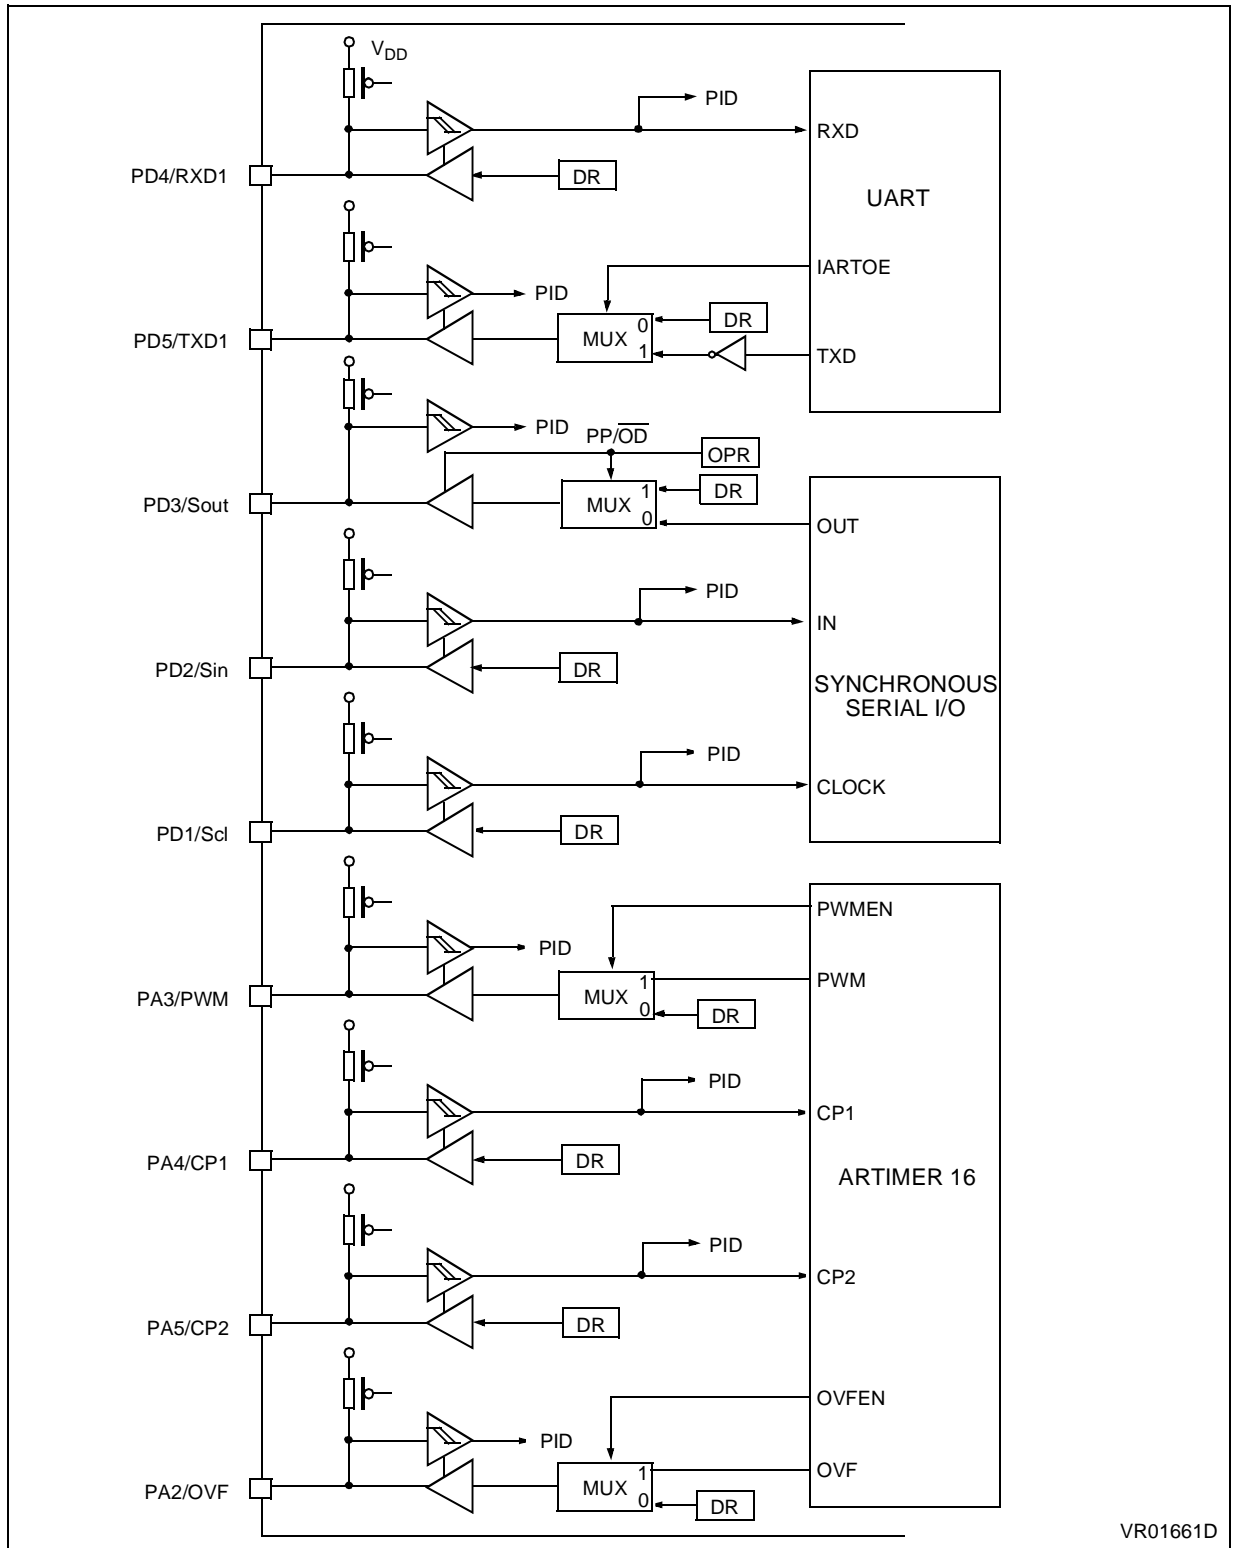 VDD
PID
RXD
PD4/RXD1
DR
UART
IARTOE
PID
DR
PD5/TXD1
MUX 0
1
TXD
PID
PP/OD
OPR
DR
PD3/Sout
MUX 1
0
OUT
PID
IN
PD2/Sin
DR
SYNCHRONOUS
SERIAL I/O
PID
CLOCK
PD1/Scl
DR
PWMEN
PID
PA3/PWM
MUX 1
0
PWM
DR
PID
CP1
PA4/CP1
DR
ARTIMER 16
PID
CP2
PA5/CP2
DR
OVFEN
PID
OVF
PA2/OVF
MUX 1
0
DR
VR01661D